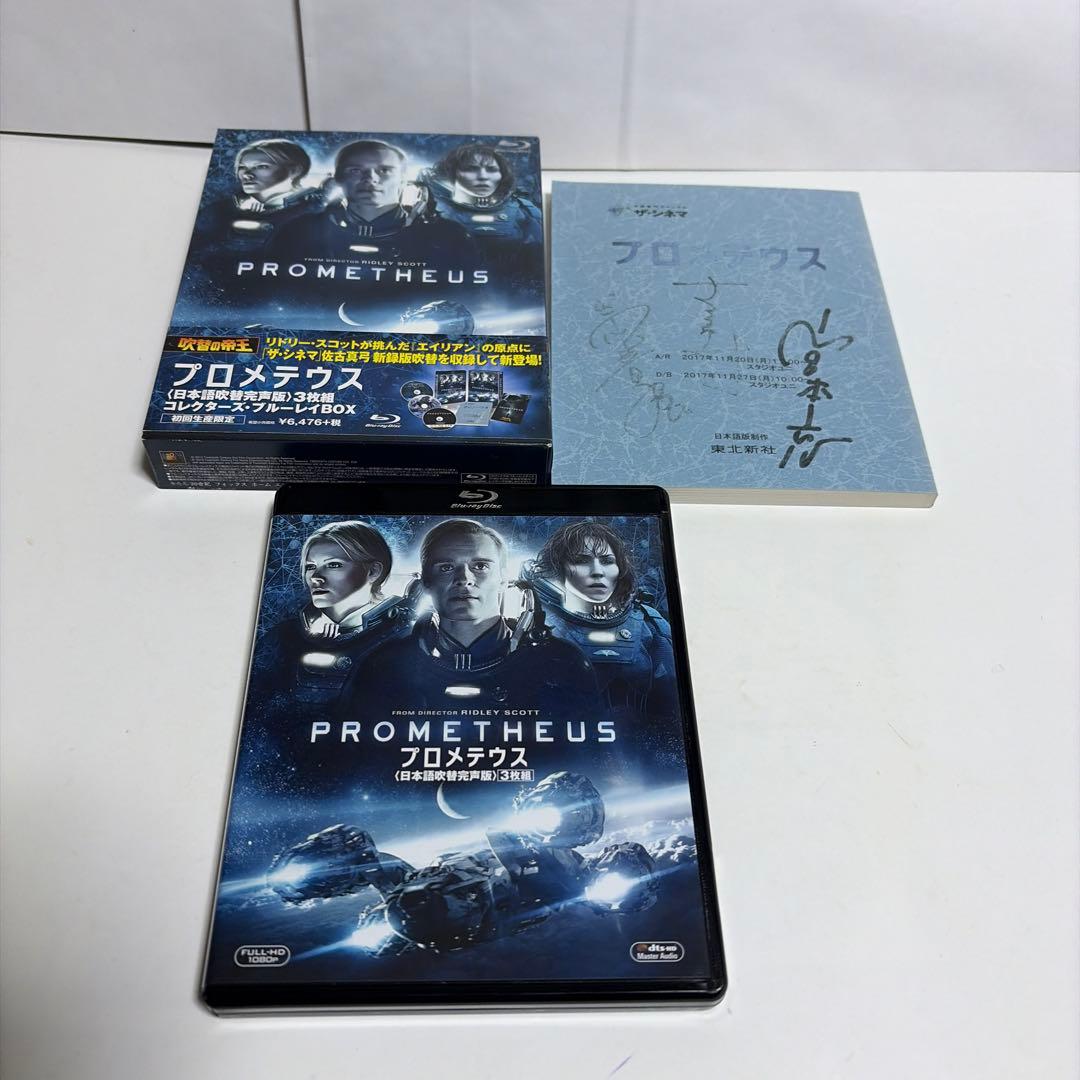 FROM DIRECTOR RIDLEY SCOTT
PROMETHEUS
吹替の帝王
リドリー・スコットが挑んだ『エイリアン』の原点に
「ザ・シネマ」佐古真弓 新録版吹替を収録して新登場!
プロメテウス
〈日本語吹替完声版〉3枚組
コレクターズ・ブルーレイBOX
初回生産限定
¥6,476+税
Blu-ray Disc
ザ・シネマ
プロメテウス
A/R 2017年11月20日(月)
スタジオユニ
D/B 2017年11月27日(月)10:00~
スタジオユニ
日本語版制作
東北新社
Blu-ray Disc
FROM DIRECTOR RIDLEY SCOTT
PROMETHEUS
プロメテウス
〈日本語吹替完声版〉3枚組
FULL-HD
1080P
dts-HD
Master Audio